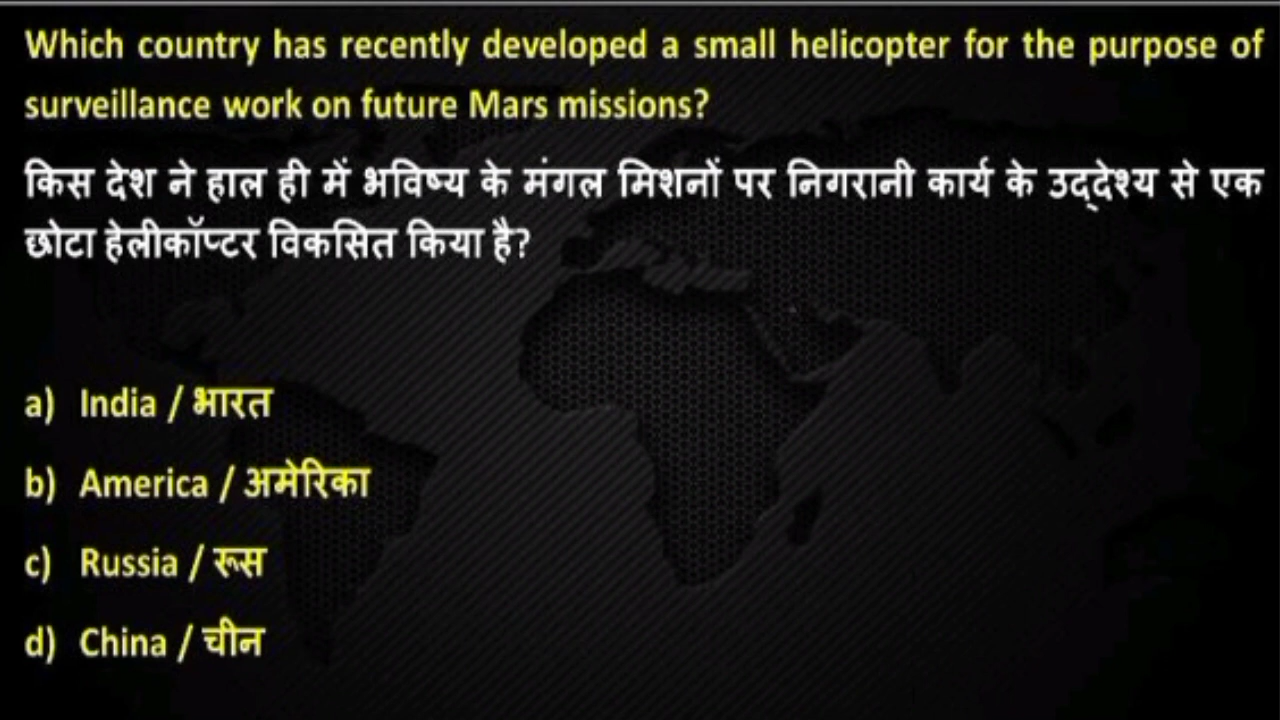 Which country has recently developed a small helicopter for the purpose of
surveillance work on future Mars missions?
किस देश ने हाल ही में भविष्य के मंगल मिशनों पर निगरानी कार्य के उद्देश्य से एक
छोटा हेलीकॉप्टर विकसित किया है?
a) India / भारत
b) America / अमेरिका
c) Russia / रूस
d) China / चीन